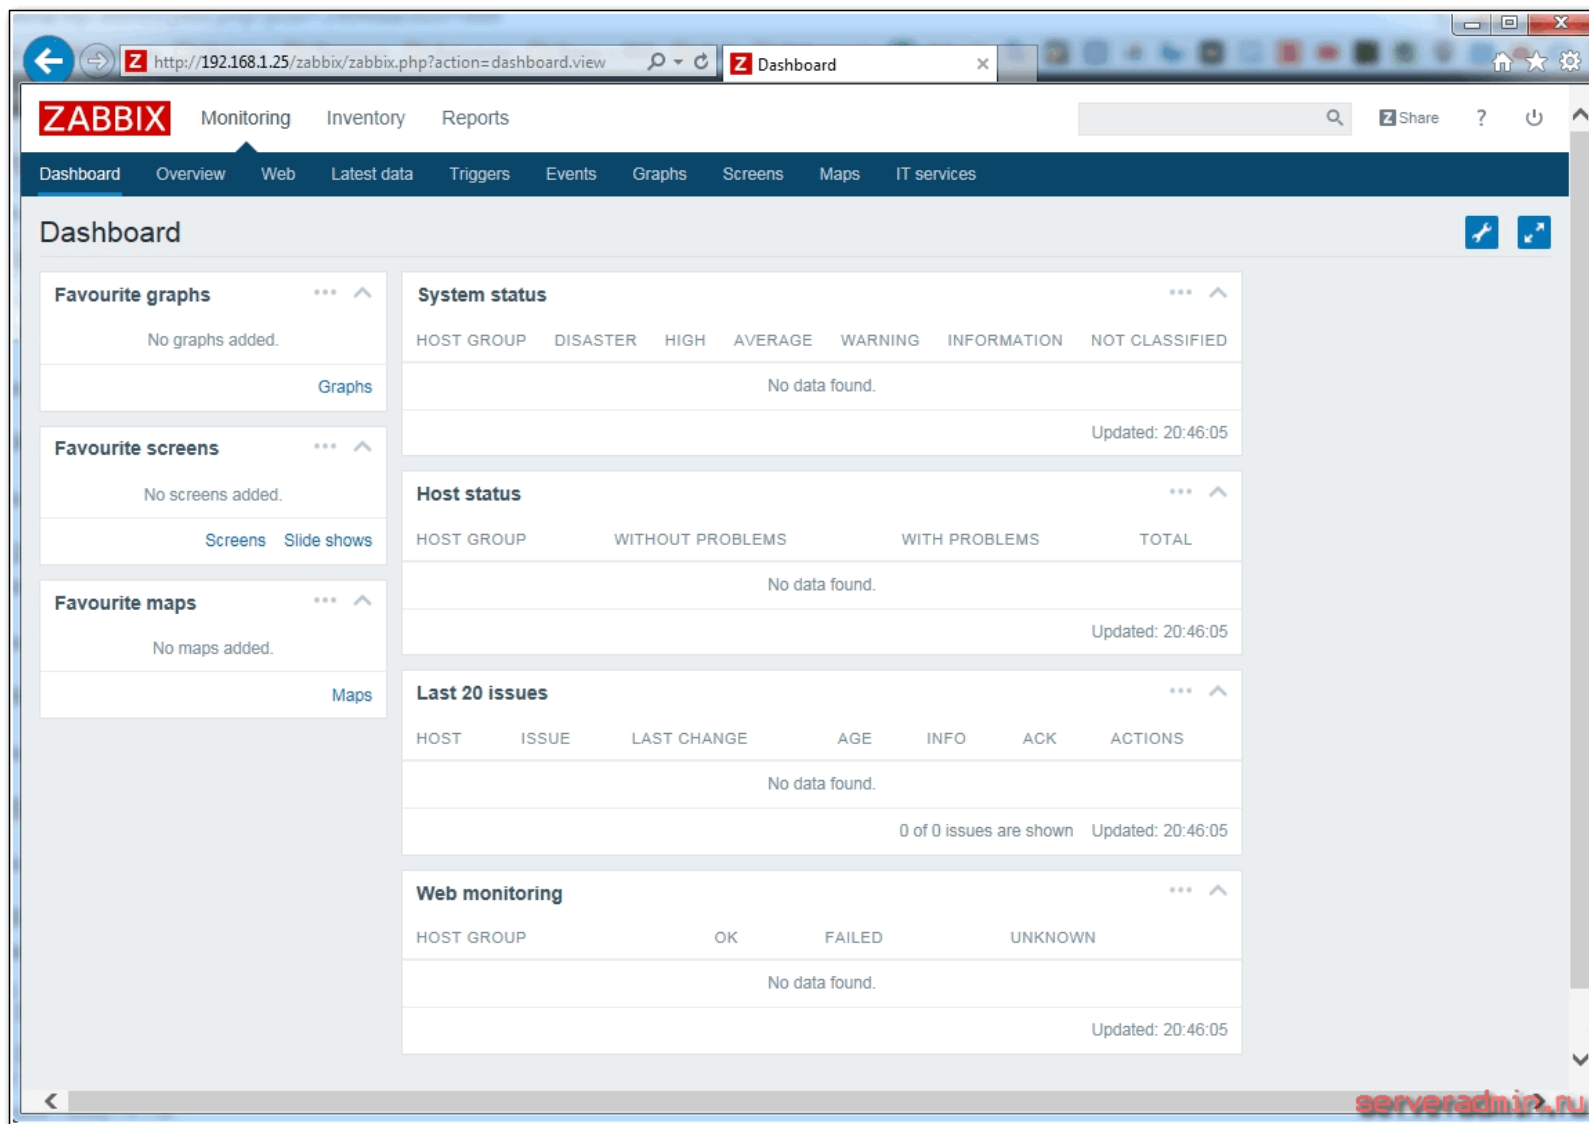 Z http://192.168.1.25/zabbix/zabbix.php?action=dashboard.view
Z Dashboard
ZABBIX Monitoring Inventory Reports
Z Share ?
Dashboard Overview Web Latest data Triggers Events Graphs Screens Maps IT services
Dashboard
Favourite graphs
No graphs added.
Graphs
Favourite screens
No screens added.
Screens Slide shows
Favourite maps
No maps added.
Maps
System status
HOST GROUP DISASTER HIGH AVERAGE WARNING INFORMATION NOT CLASSIFIED
No data found.
Updated: 20:46:05
Host status
HOST GROUP WITHOUT PROBLEMS WITH PROBLEMS TOTAL
No data found.
Updated: 20:46:05
Last 20 issues
HOST ISSUE LAST CHANGE AGE INFO ACK ACTIONS
No data found.
0 of 0 issues are shown Updated: 20:46:05
Web monitoring
HOST GROUP OK FAILED UNKNOWN
No data found.
Updated: 20:46:05
serveradmin.ru